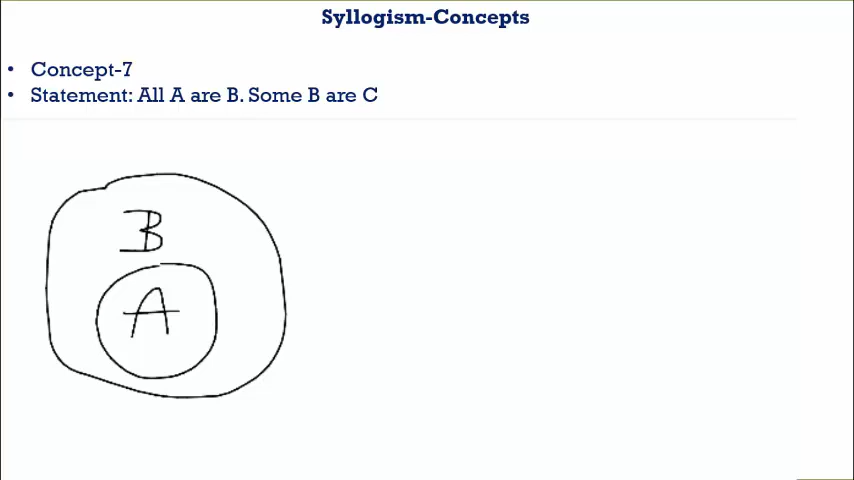 Syllogism-Concepts
• Concept-7
• Statement: All A are B. Some B are C
B
A